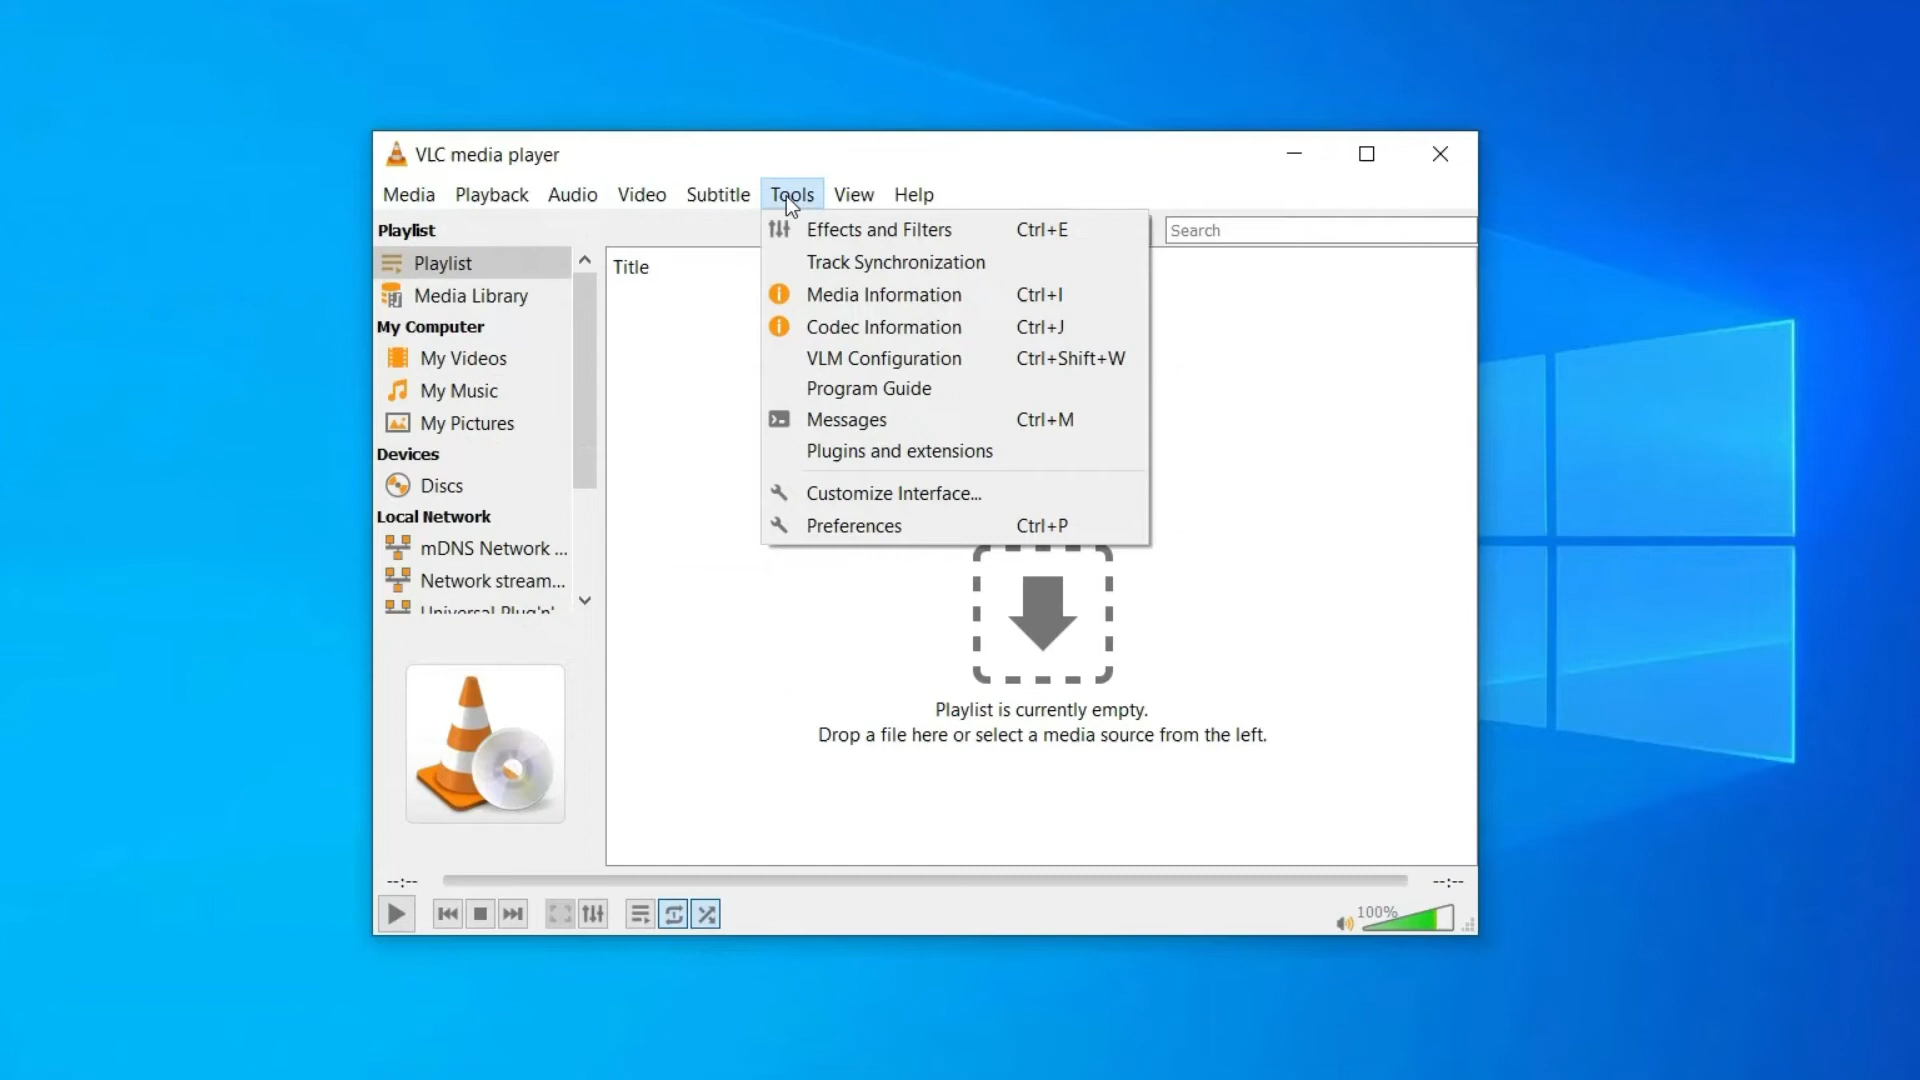 VLC media player
Media Playback Audio Video Subtitle Tools View Help
Playlist
Search
Playlist
Media Library
My Computer
My Videos
My Music
My Pictures
Devices
Discs
Local Network
mDNS Network ...
Network stream...
Universal Plug'n'
Title
Effects and Filters Ctrl+E
Track Synchronization
Media Information Ctrl+I
Codec Information Ctrl+J
VLM Configuration Ctrl+Shift+W
Program Guide
Messages Ctrl+M
Plugins and extensions
Customize Interface...
Preferences Ctrl+P
Playlist is currently empty.
Drop a file here or select a media source from the left.
--:-- --:--
100%